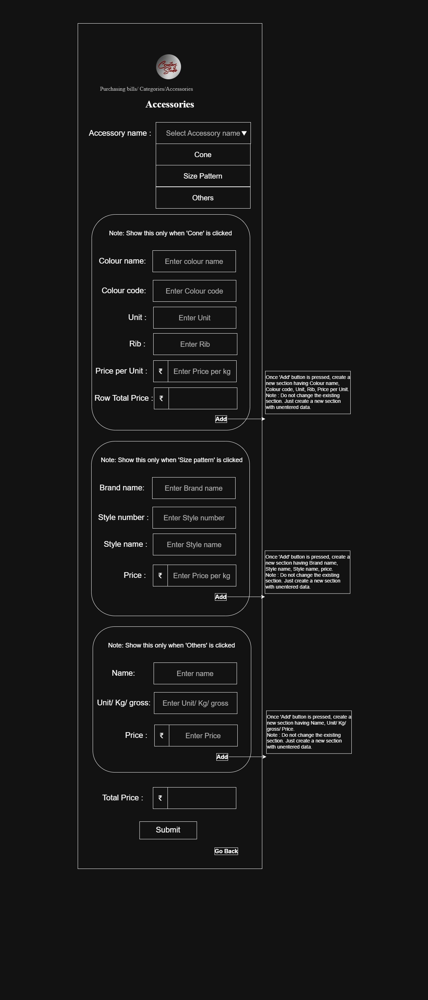 Creators
Studio
Purchasing bills/ Categories/Accessories
Accessories
Accessory name :
Select Accessory name
Cone
Size Pattern
Others
Note: Show this only when 'Cone' is clicked
Colour name:
Enter colour name
Colour code:
Enter Colour code
Unit :
Enter Unit
Rib :
Enter Rib
Price per Unit :
₹
Enter Price per kg
Row Total Price :
₹
Add
Once 'Add' button is pressed, create a
new section having Colour name,
Colour code, Unit, Rib, Price per Unit.
Note : Do not change the existing
section. Just create a new section
with unentered data.
Note: Show this only when 'Size pattern' is clicked
Brand name:
Enter Brand name
Style number :
Enter Style number
Style name :
Enter Style name
Price :
₹
Enter Price per kg
Add
Once 'Add' button is pressed, create a
new section having Brand name,
Style name, Style name, price.
Note : Do not change the existing
section. Just create a new section
with unentered data.
Note: Show this only when 'Others' is clicked
Name:
Enter name
Unit/ Kg/ gross:
Enter Unit/ Kg/ gross
Price :
₹
Enter Price
Add
Once 'Add' button is pressed, create a
new section having Name, Unit/ Kg/
gross/ Price.
Note : Do not change the existing
section. Just create a new section
with unentered data.
Total Price :
₹
Submit
Go Back